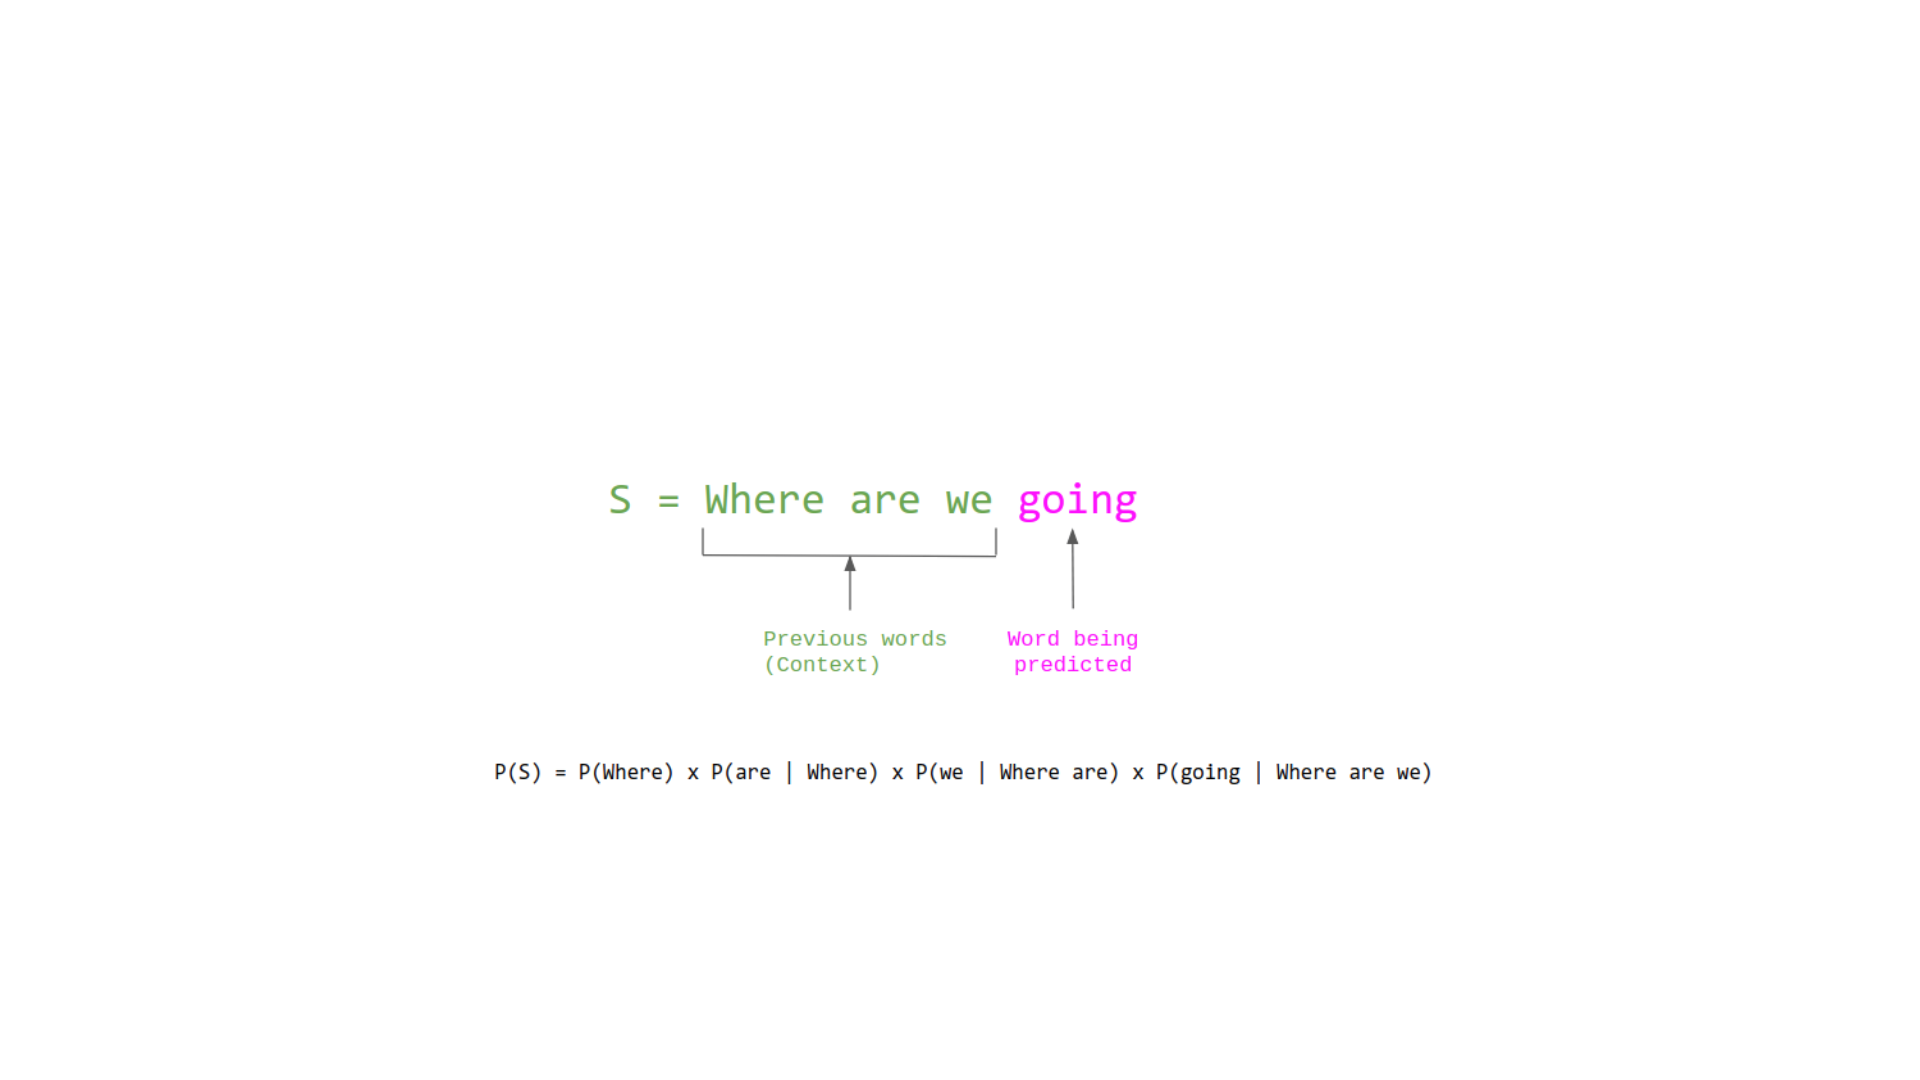 S = Where are we going
Previous words Word being
(Context) predicted
P(S) = P(Where) x P(are | Where) x P(we | Where are) x P(going | Where are we)